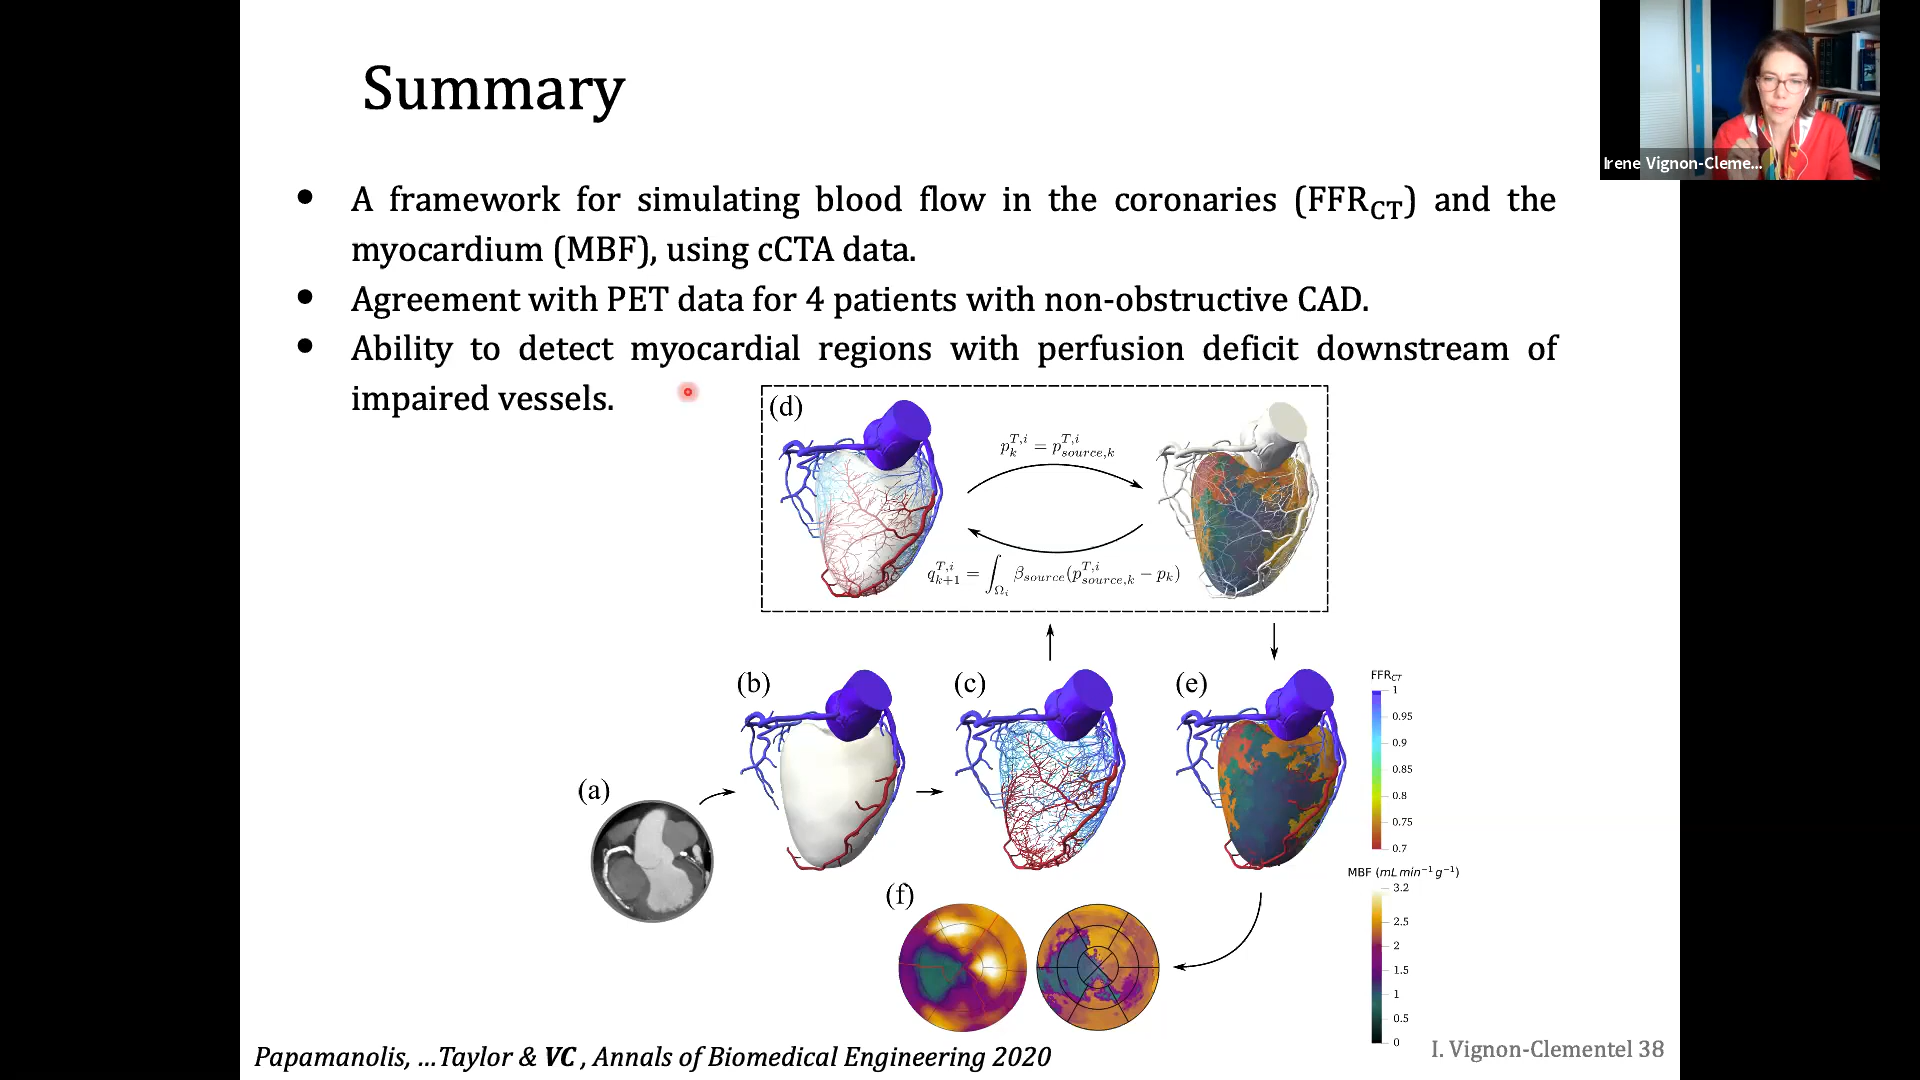 Summary
Irene Vignon-Cleme...
• A framework for simulating blood flow in the coronaries (FFR_CT) and the
myocardium (MBF), using cCTA data.
• Agreement with PET data for 4 patients with non-obstructive CAD.
• Ability to detect myocardial regions with perfusion deficit downstream of
impaired vessels.
(d)
p_k^{T,i} = p_{source,k}^{T,i}
q_{k+1}^{T,i} = ∫_{Ω_i} β_{source}(p_{source,k}^{T,i} − p_k)
(b)
(c)
(e)
(a)
(f)
FFR_CT
1
0.95
0.9
0.85
0.8
0.75
0.7
MBF (mL min⁻¹ g⁻¹)
3.2
2.5
2
1.5
1
0.5
0
Papamanolis, ...Taylor & VC , Annals of Biomedical Engineering 2020
I. Vignon-Clementel 38